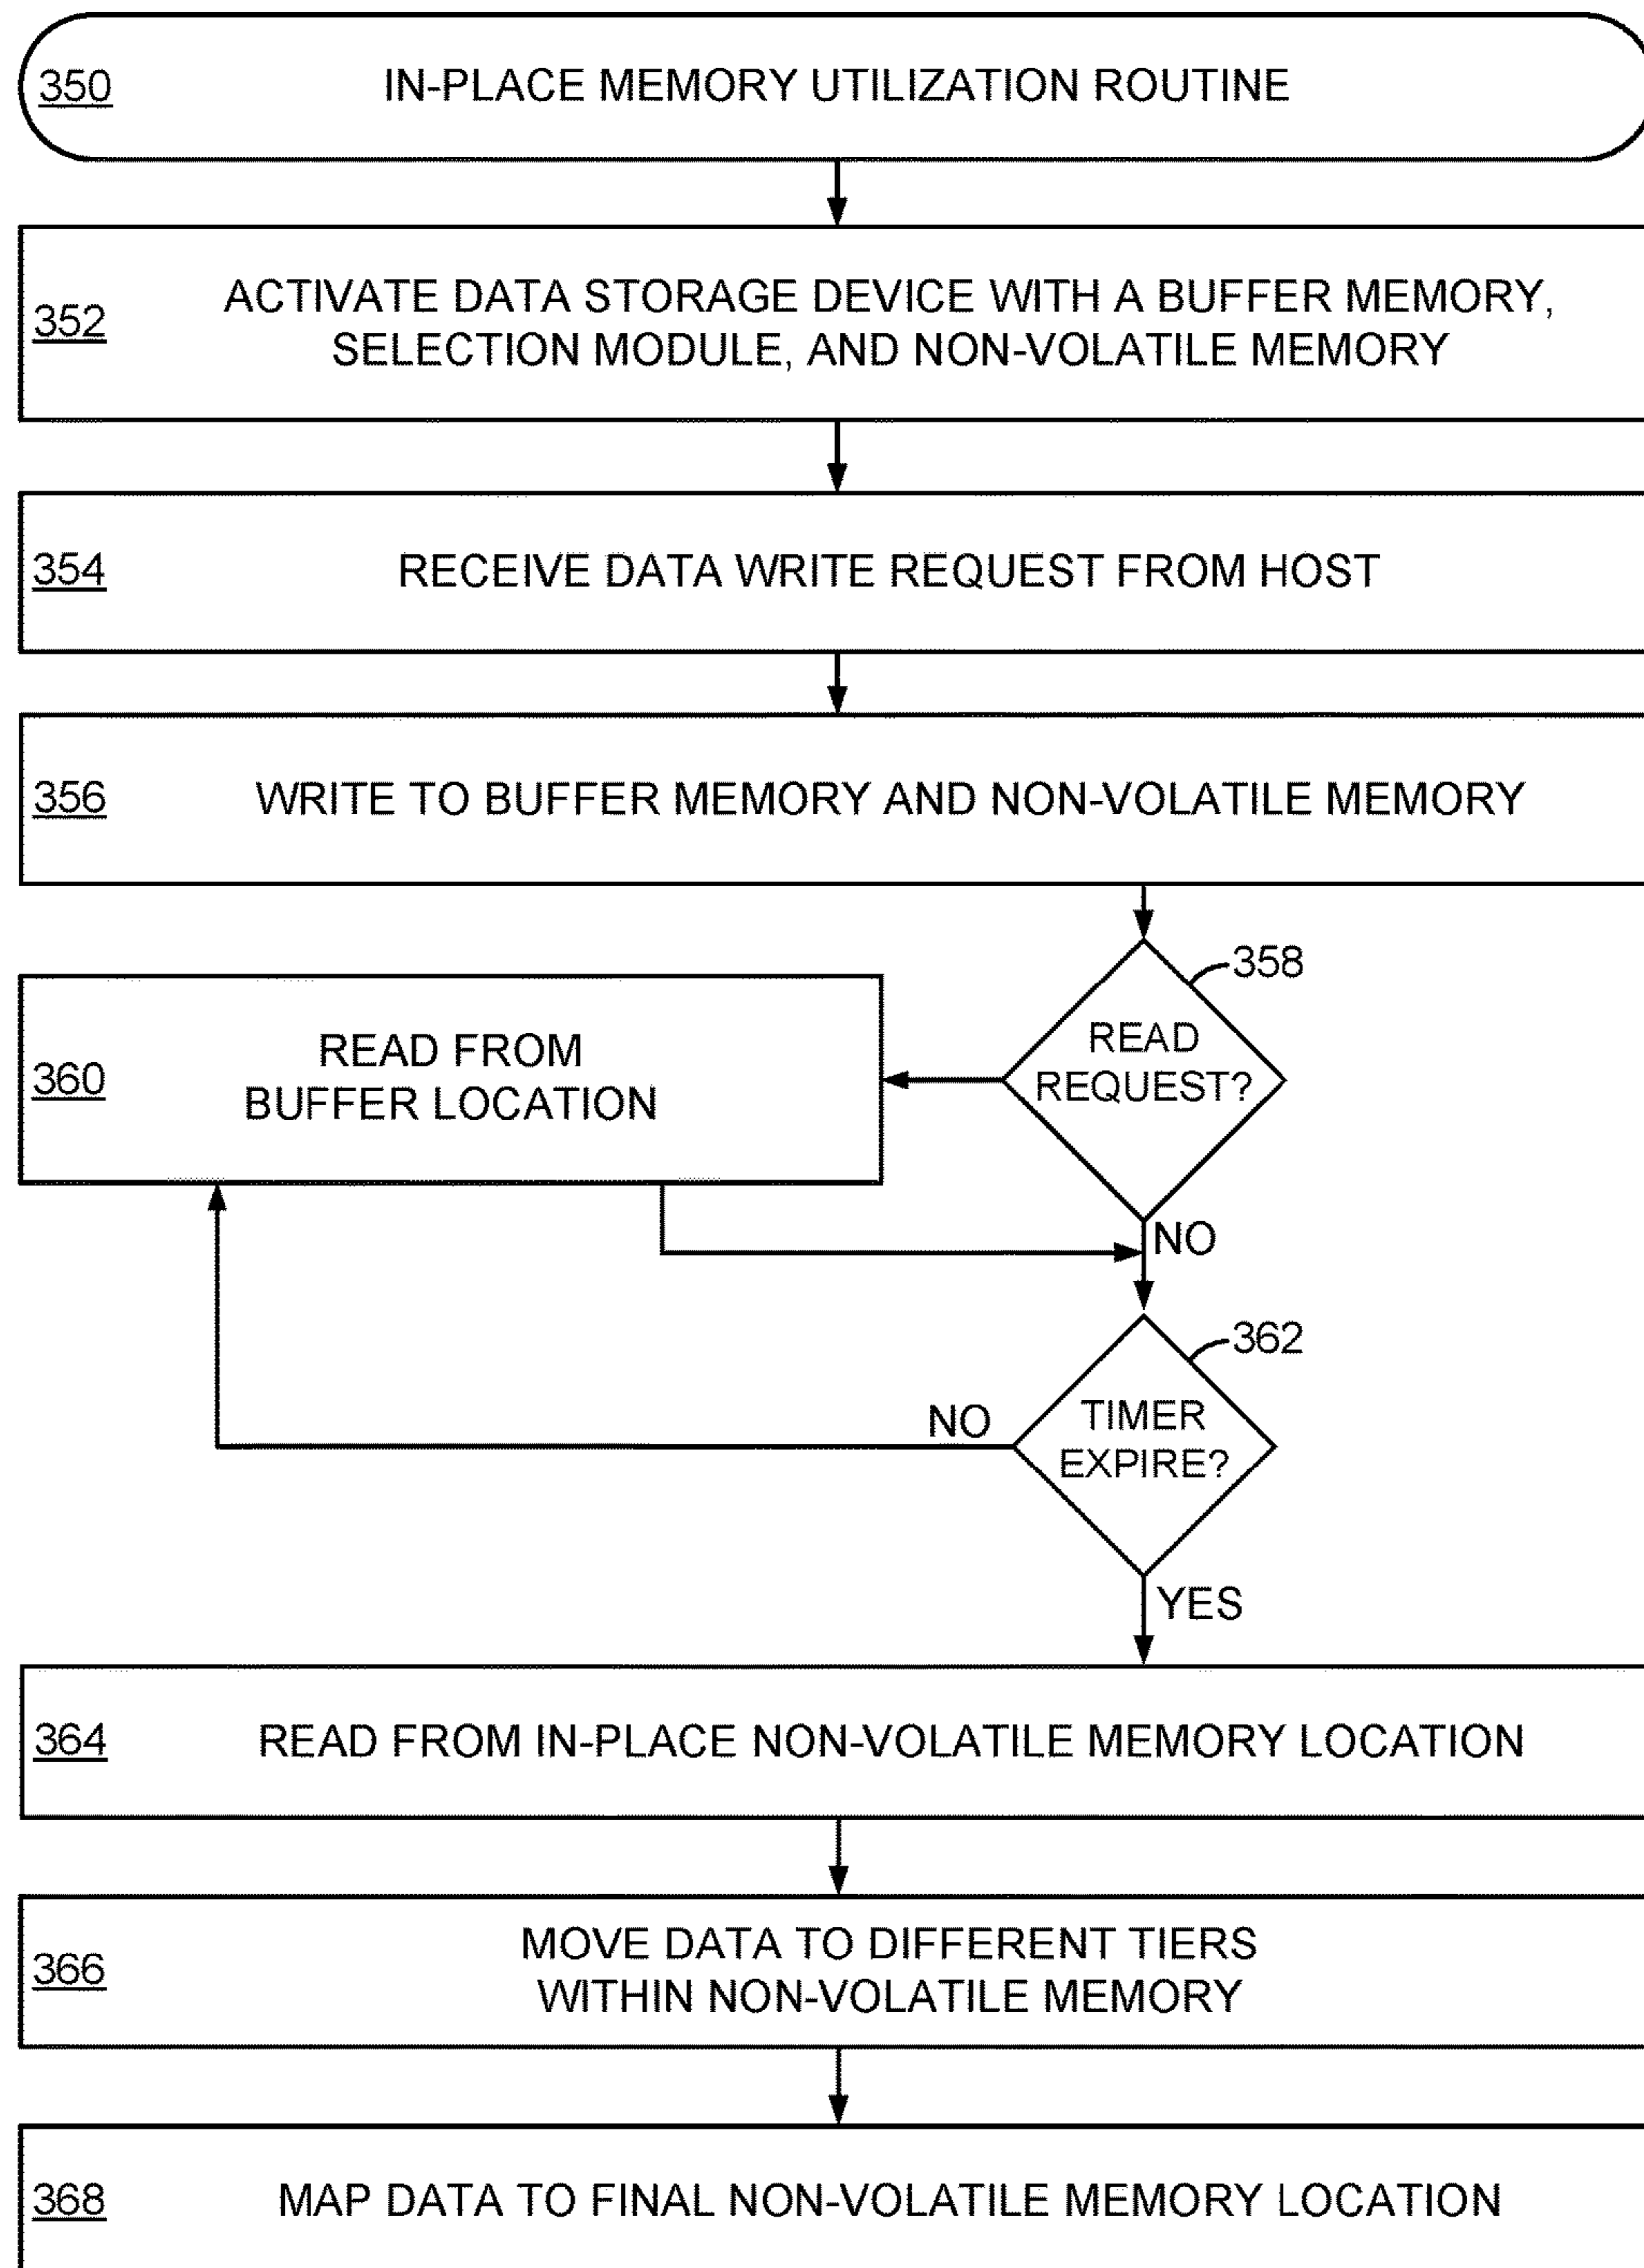 350 IN-PLACE MEMORY UTILIZATION ROUTINE
352 ACTIVATE DATA STORAGE DEVICE WITH A BUFFER MEMORY,
SELECTION MODULE, AND NON-VOLATILE MEMORY
354 RECEIVE DATA WRITE REQUEST FROM HOST
356 WRITE TO BUFFER MEMORY AND NON-VOLATILE MEMORY
358
READ
REQUEST?
360 READ FROM
BUFFER LOCATION
NO
362
TIMER
EXPIRE?
NO
YES
364 READ FROM IN-PLACE NON-VOLATILE MEMORY LOCATION
366 MOVE DATA TO DIFFERENT TIERS
WITHIN NON-VOLATILE MEMORY
368 MAP DATA TO FINAL NON-VOLATILE MEMORY LOCATION